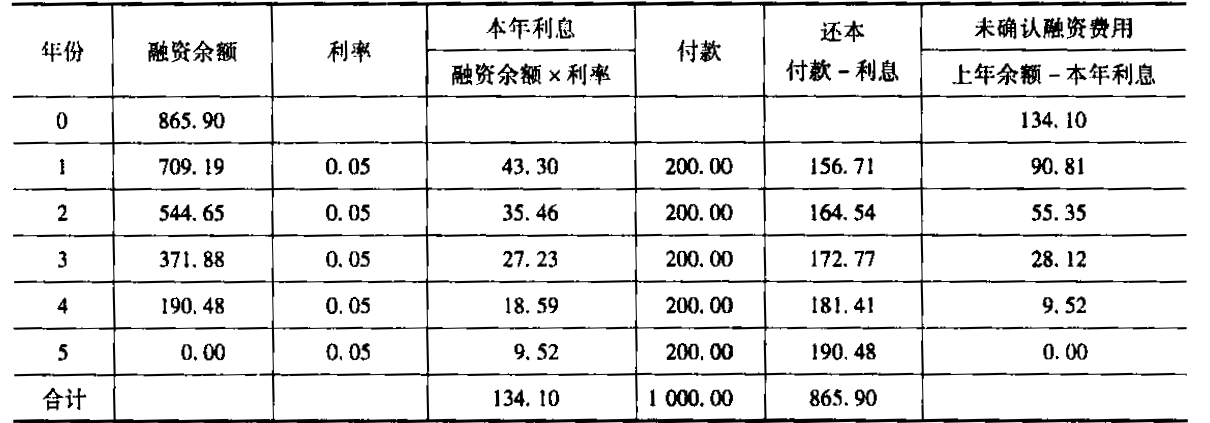 年份 融资余额 利率 本年利息 付款 还本 未确认融资费用
融资余额×利率 付款-利息 上年余额-本年利息
0 865.90 134.10
1 709.19 0.05 43.30 200.00 156.71 90.81
2 544.65 0.05 35.46 200.00 164.54 55.35
3 371.88 0.05 27.23 200.00 172.77 28.12
4 190.48 0.05 18.59 200.00 181.41 9.52
5 0.00 0.05 9.52 200.00 190.48 0.00
合计 134.10 1 000.00 865.90